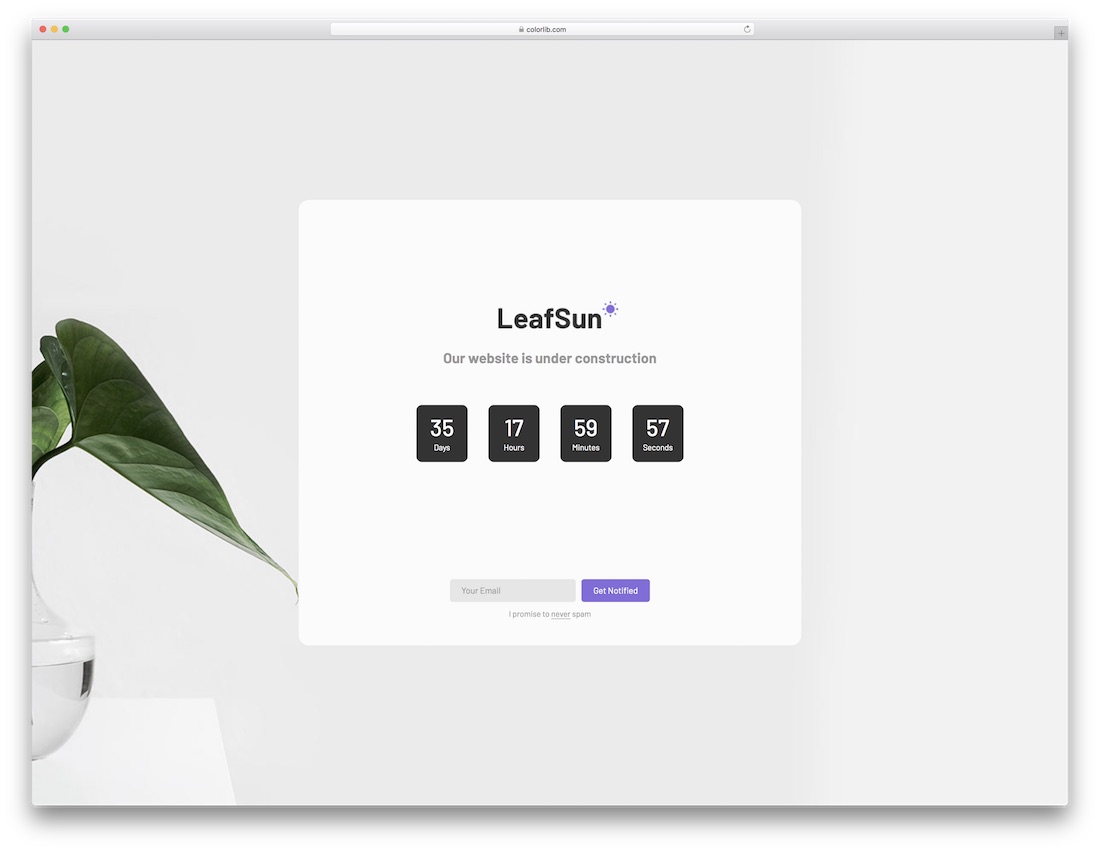 colorlib.com
LeafSun
Our website is under construction
35 17 59 57
Days Hours Minutes Seconds
Your Email Get Notified
I promise to never spam